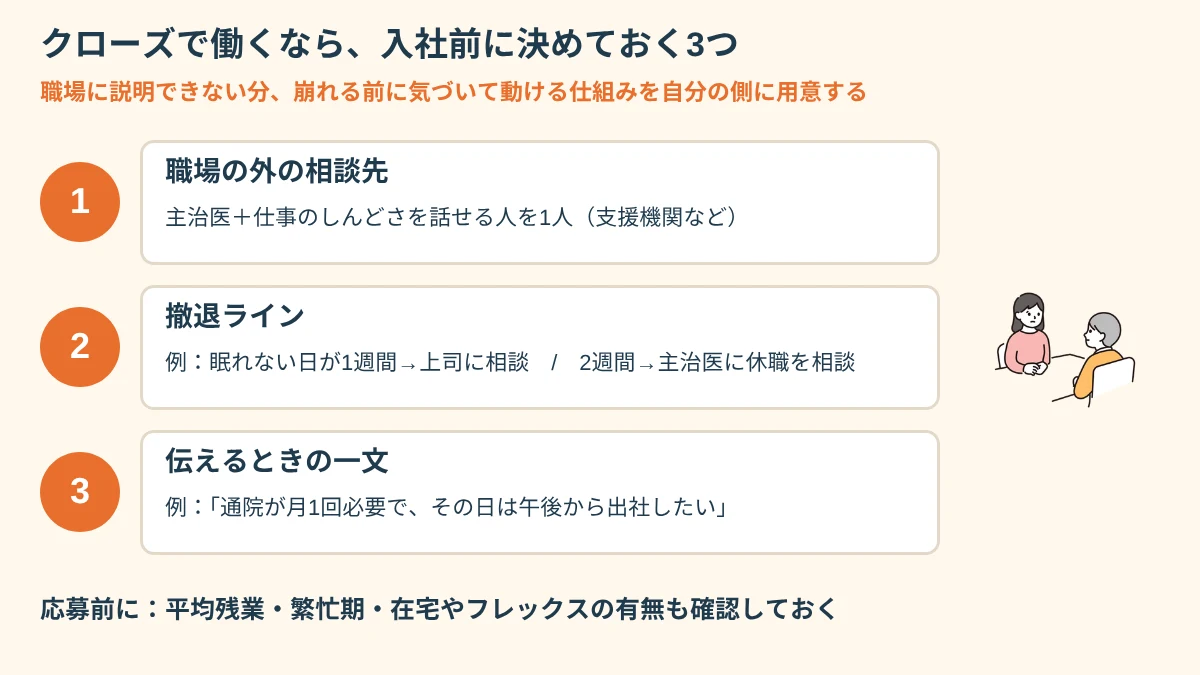 クローズで働くなら、入社前に決めておく3つ
職場に説明できない分、崩れる前に気づいて動ける仕組みを自分の側に用意する
1
職場の外の相談先
主治医＋仕事のしんどさを話せる人を1人（支援機関など）
2
撤退ライン
例：眠れない日が1週間→上司に相談　/　2週間→主治医に休職を相談
3
伝えるときの一文
例：「通院が月1回必要で、その日は午後から出社したい」
応募前に：平均残業・繁忙期・在宅やフレックスの有無も確認しておく